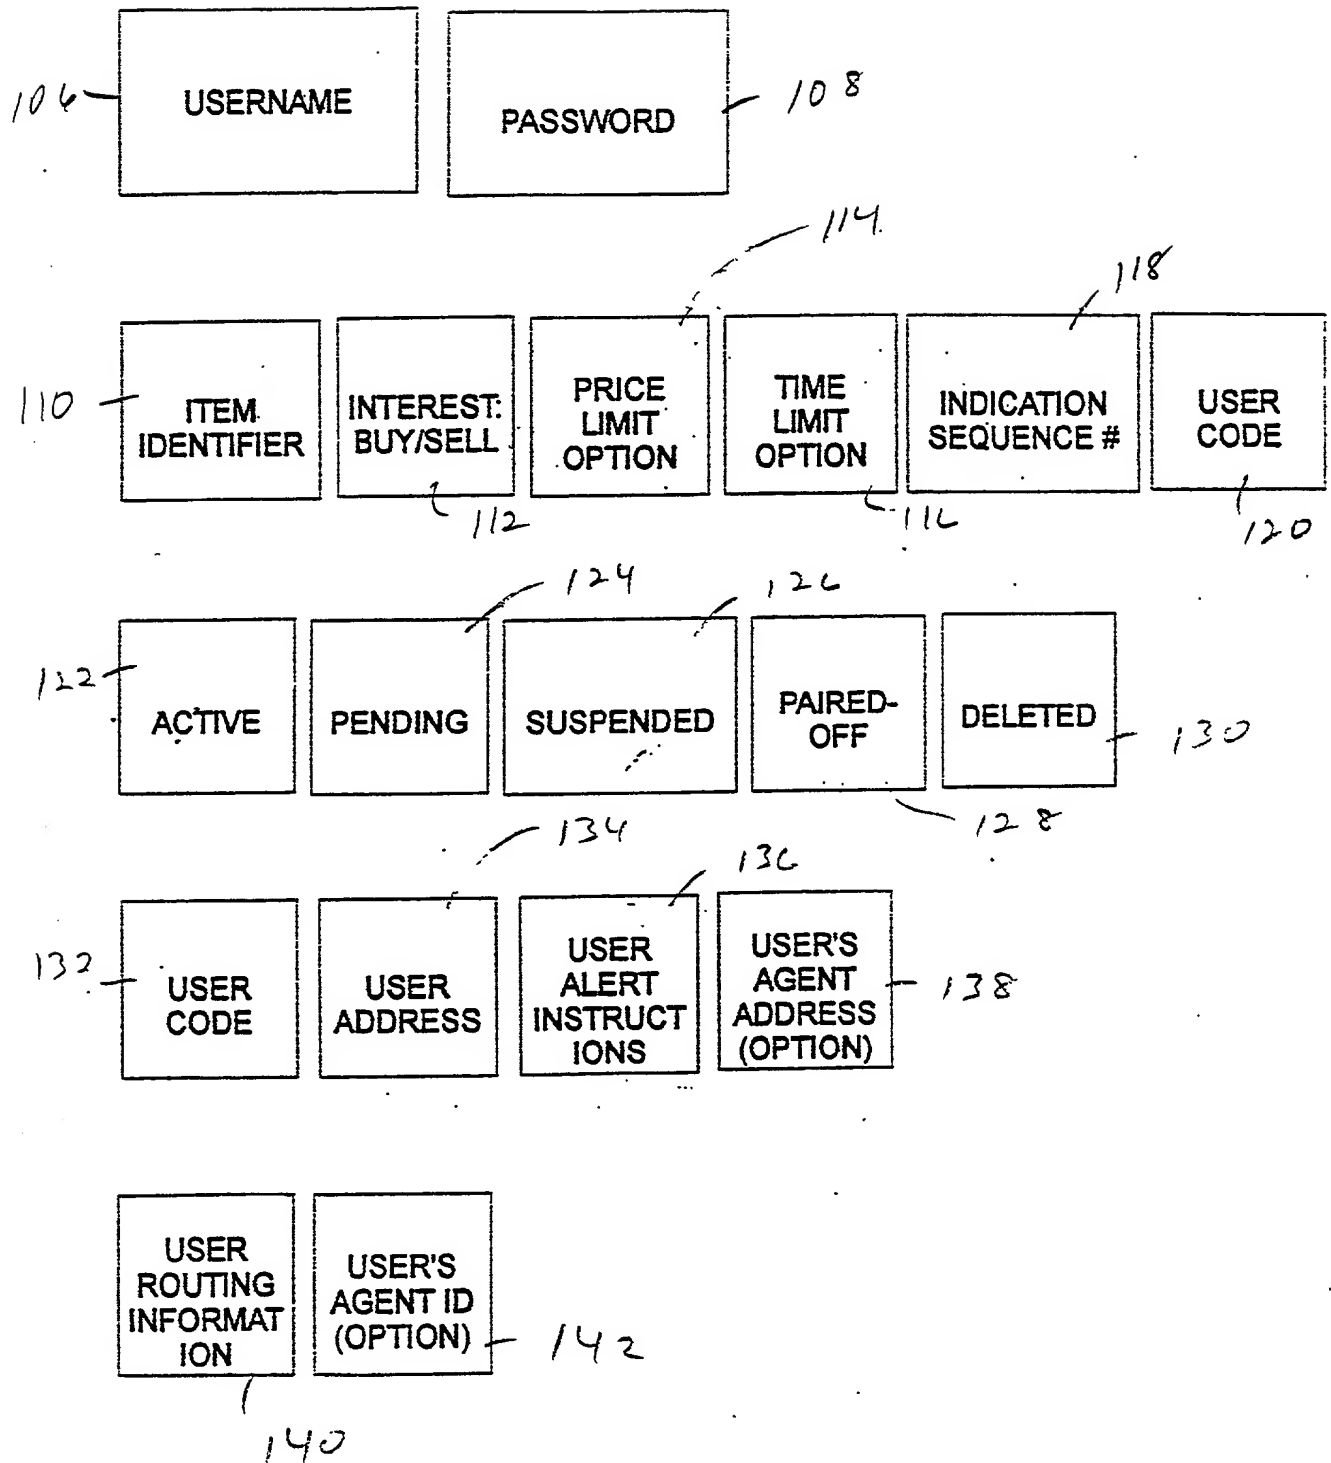 106
USERNAME
PASSWORD
108
114
118
110
ITEM
IDENTIFIER
INTEREST:
BUY/SELL
PRICE
LIMIT
OPTION
TIME
LIMIT
OPTION
INDICATION
SEQUENCE #
USER
CODE
112
116
120
124
126
122
ACTIVE
PENDING
SUSPENDED
PAIRED-
OFF
DELETED
130
128
134
136
132
USER
CODE
USER
ADDRESS
USER
ALERT
INSTRUCT
IONS
USER'S
AGENT
ADDRESS
(OPTION)
138
USER
ROUTING
INFORMAT
ION
USER'S
AGENT ID
(OPTION)
142
140